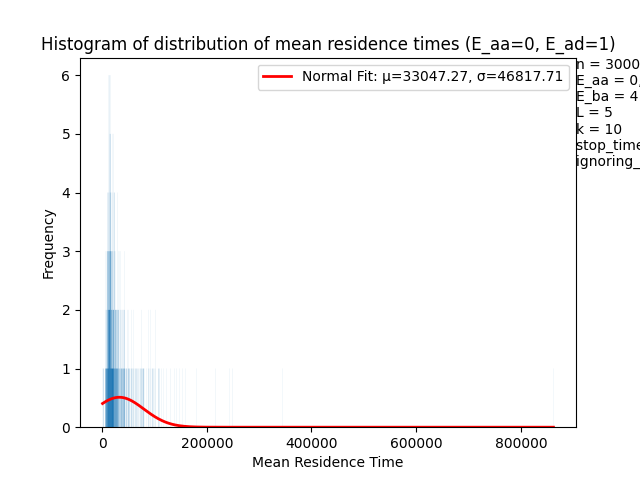 Histogram of distribution of mean residence times (E_aa=0, E_ad=1)
n = 3000
E_aa = 0,
E_ba = 4
L = 5
k = 10
stop_time
ignoring_
Normal Fit: μ=33047.27, σ=46817.71
Frequency
6
5
4
3
2
1
0
0 200000 400000 600000 800000
Mean Residence Time